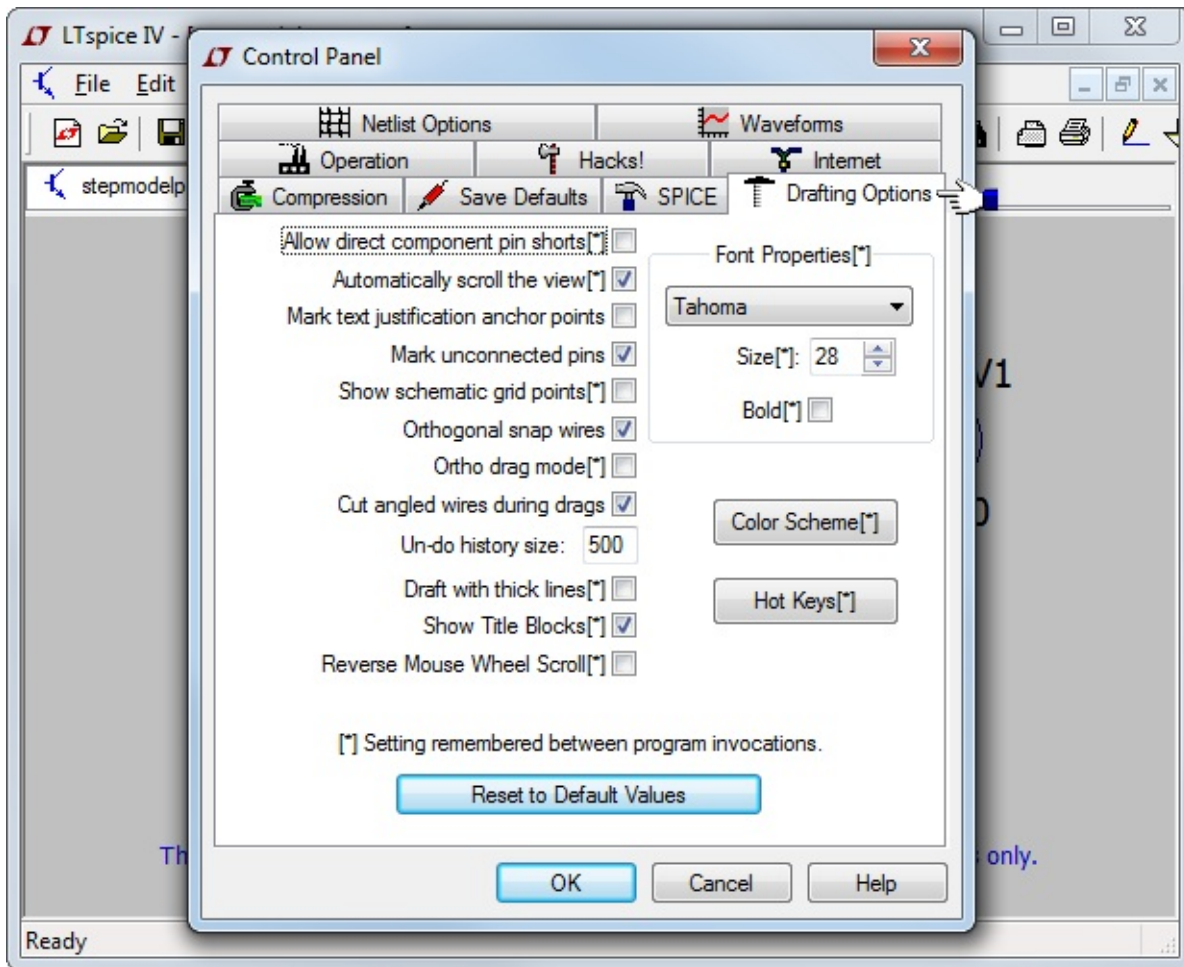 LTspice IV -
Control Panel
File Edit
Netlist Options Waveforms
Operation Hacks! Internet
stepmodelp
Compression Save Defaults SPICE Drafting Options
Allow direct component pin shorts[*]
Font Properties[*]
Automatically scroll the view[*]
Tahoma
Mark text justification anchor points
Mark unconnected pins
Size[*]: 28
V1
Show schematic grid points[*]
Bold[*]
Orthogonal snap wires
Ortho drag mode[*]
Cut angled wires during drags
Color Scheme[*]
Un-do history size: 500
Draft with thick lines[*]
Hot Keys[*]
Show Title Blocks[*]
Reverse Mouse Wheel Scroll[*]
[*] Setting remembered between program invocations.
Reset to Default Values
Th
only.
OK Cancel Help
Ready